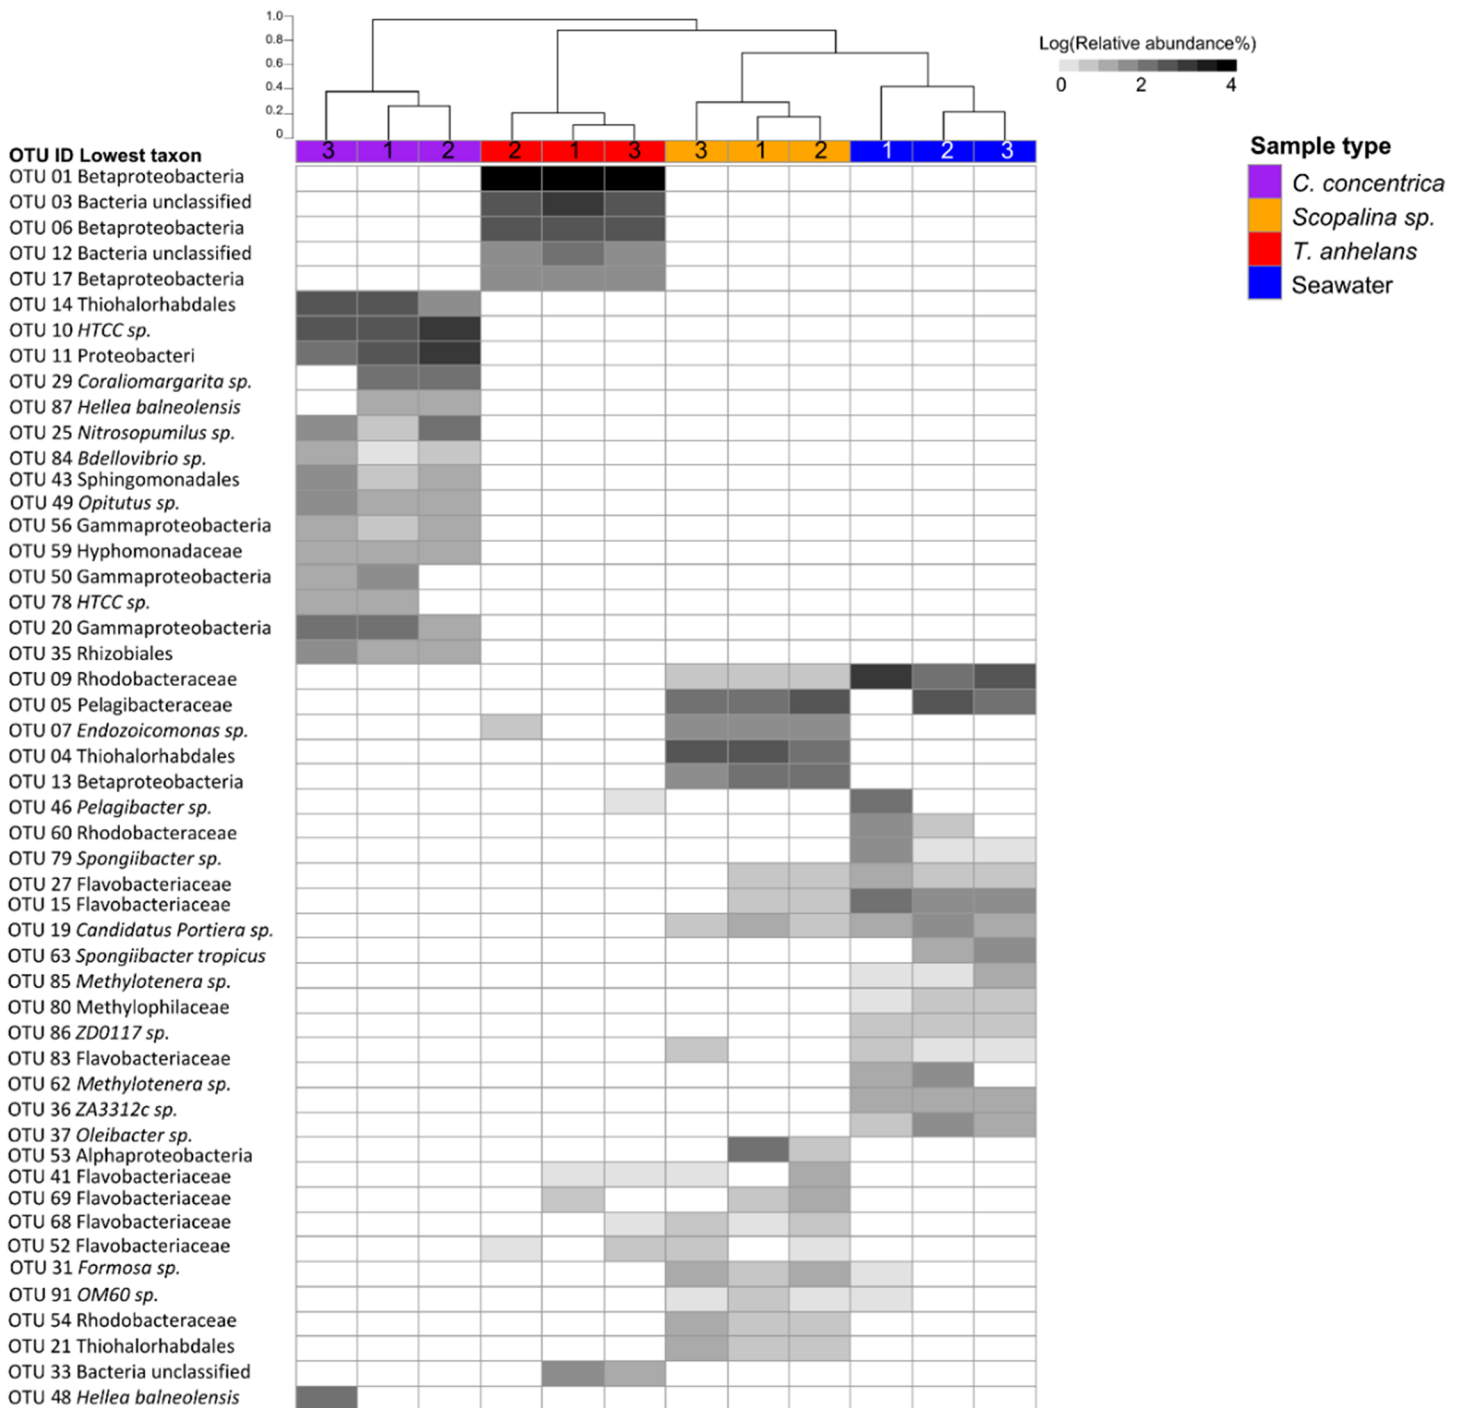 1.0
0.8
0.6
0.4
0.2
0
Log(Relative abundance%)
0 2 4
OTU ID Lowest taxon
3 1 2 2 1 3 3 1 2 1 2 3
Sample type
C. concentrica
Scopalina sp.
T. anhelans
Seawater
OTU 01 Betaproteobacteria
OTU 03 Bacteria unclassified
OTU 06 Betaproteobacteria
OTU 12 Bacteria unclassified
OTU 17 Betaproteobacteria
OTU 14 Thiohalorhabdales
OTU 10 HTCC sp.
OTU 11 Proteobacteri
OTU 29 Coraliomargarita sp.
OTU 87 Hellea balneolensis
OTU 25 Nitrosopumilus sp.
OTU 84 Bdellovibrio sp.
OTU 43 Sphingomonadales
OTU 49 Opitutus sp.
OTU 56 Gammaproteobacteria
OTU 59 Hyphomonadaceae
OTU 50 Gammaproteobacteria
OTU 78 HTCC sp.
OTU 20 Gammaproteobacteria
OTU 35 Rhizobiales
OTU 09 Rhodobacteraceae
OTU 05 Pelagibacteraceae
OTU 07 Endozoicomonas sp.
OTU 04 Thiohalorhabdales
OTU 13 Betaproteobacteria
OTU 46 Pelagibacter sp.
OTU 60 Rhodobacteraceae
OTU 79 Spongiibacter sp.
OTU 27 Flavobacteriaceae
OTU 15 Flavobacteriaceae
OTU 19 Candidatus Portiera sp.
OTU 63 Spongiibacter tropicus
OTU 85 Methylotenera sp.
OTU 80 Methylophilaceae
OTU 86 ZD0117 sp.
OTU 83 Flavobacteriaceae
OTU 62 Methylotenera sp.
OTU 36 ZA3312c sp.
OTU 37 Oleibacter sp.
OTU 53 Alphaproteobacteria
OTU 41 Flavobacteriaceae
OTU 69 Flavobacteriaceae
OTU 68 Flavobacteriaceae
OTU 52 Flavobacteriaceae
OTU 31 Formosa sp.
OTU 91 OM60 sp.
OTU 54 Rhodobacteraceae
OTU 21 Thiohalorhabdales
OTU 33 Bacteria unclassified
OTU 48 Hellea balneolensis